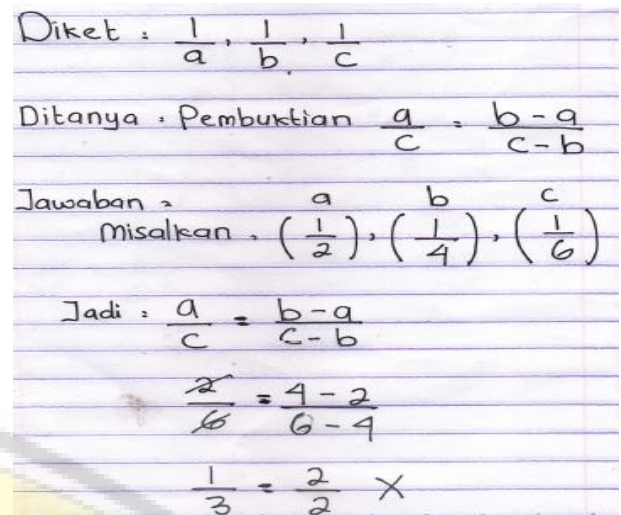 Diket : 1/a, 1/b, 1/c
Ditanya : Pembuktian a/c = b-a/c-b
Jawaban :
a b c
Misalkan : (1/2), (1/4), (1/6)
Jadi : a/c = b-a/c-b
2/6 = 4-2/6-4
1/3 = 2/2 X